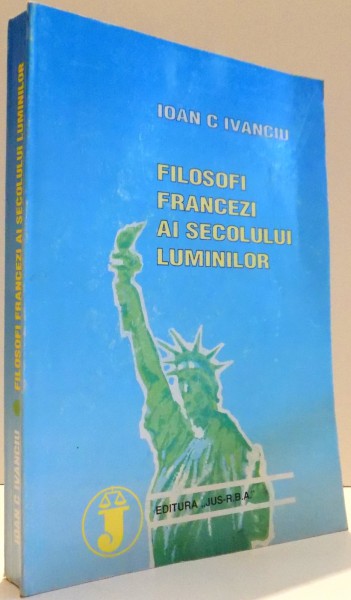 IOAN C IVANCIU
FILOSOFI
FRANCEZI
AI SECOLULUI
LUMINILOR
EDITURA „JUS-R.B.A.”
J
IOAN C IVANCIU FILOSOFI FRANCEZI AI SECOLULUI LUMINILOR